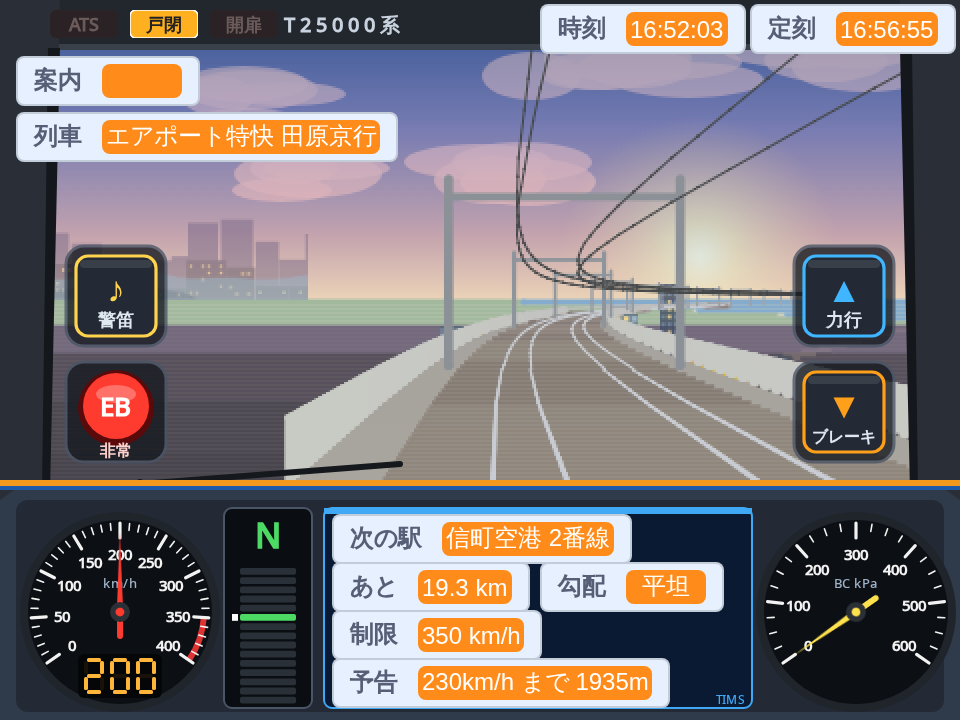 ATS 戸閉 開扉 T25000系
時刻 16:52:03 定刻 16:56:55
案内
列車 エアポート特快 田原京行
♪
警笛
▲
力行
EB
非常
▼
ブレーキ
0 50 100 150 200 250 300 350 400
km/h
200
N
次の駅 信町空港 2番線
あと 19.3 km 勾配 平坦
制限 350 km/h
予告 230km/h まで 1935m
TIMS
0 100 200 300 400 500 600
BC kPa